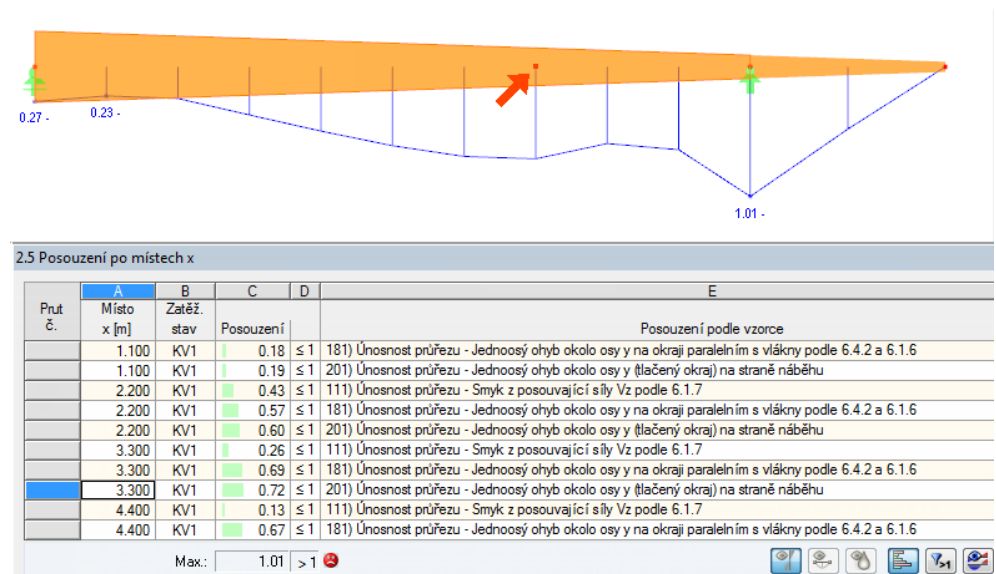 0.27 -
0.23 -
1.01 -
2.5 Posouzení po místech x
A B C D E
Prut Místo Zatěž.
č. x [m] stav Posouzení Posouzení podle vzorce
1.100 KV1 0.18 ≤ 1 181) Únosnost průřezu - Jednoosý ohyb okolo osy y na okraji paralelním s vlákny podle 6.4.2 a 6.1.6
1.100 KV1 0.19 ≤ 1 201) Únosnost průřezu - Jednoosý ohyb okolo osy y (tlačený okraj) na straně náběhu
2.200 KV1 0.43 ≤ 1 111) Únosnost průřezu - Smyk z posouvající síly Vz podle 6.1.7
2.200 KV1 0.57 ≤ 1 181) Únosnost průřezu - Jednoosý ohyb okolo osy y na okraji paralelním s vlákny podle 6.4.2 a 6.1.6
2.200 KV1 0.60 ≤ 1 201) Únosnost průřezu - Jednoosý ohyb okolo osy y (tlačený okraj) na straně náběhu
3.300 KV1 0.26 ≤ 1 111) Únosnost průřezu - Smyk z posouvající síly Vz podle 6.1.7
3.300 KV1 0.69 ≤ 1 181) Únosnost průřezu - Jednoosý ohyb okolo osy y na okraji paralelním s vlákny podle 6.4.2 a 6.1.6
3.300 KV1 0.72 ≤ 1 201) Únosnost průřezu - Jednoosý ohyb okolo osy y (tlačený okraj) na straně náběhu
4.400 KV1 0.13 ≤ 1 111) Únosnost průřezu - Smyk z posouvající síly Vz podle 6.1.7
4.400 KV1 0.67 ≤ 1 181) Únosnost průřezu - Jednoosý ohyb okolo osy y na okraji paralelním s vlákny podle 6.4.2 a 6.1.6
Max.: 1.01 > 1 >1